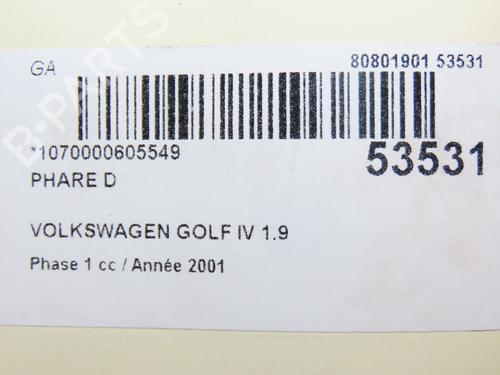 GA
80801901 53531
*1070000605549
53531
PHARE D
VOLKSWAGEN GOLF IV 1.9
Phase 1 cc / Année 2001
B-PARTS